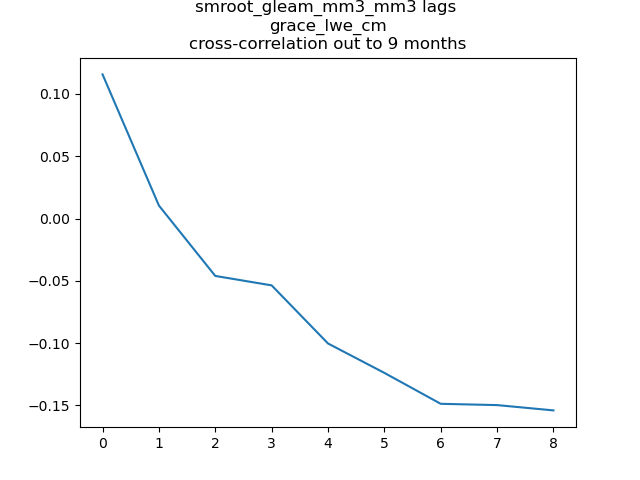 smroot_gleam_mm3_mm3 lags
grace_lwe_cm
cross-correlation out to 9 months
0.10
0.05
0.00
−0.05
−0.10
−0.15
0 1 2 3 4 5 6 7 8